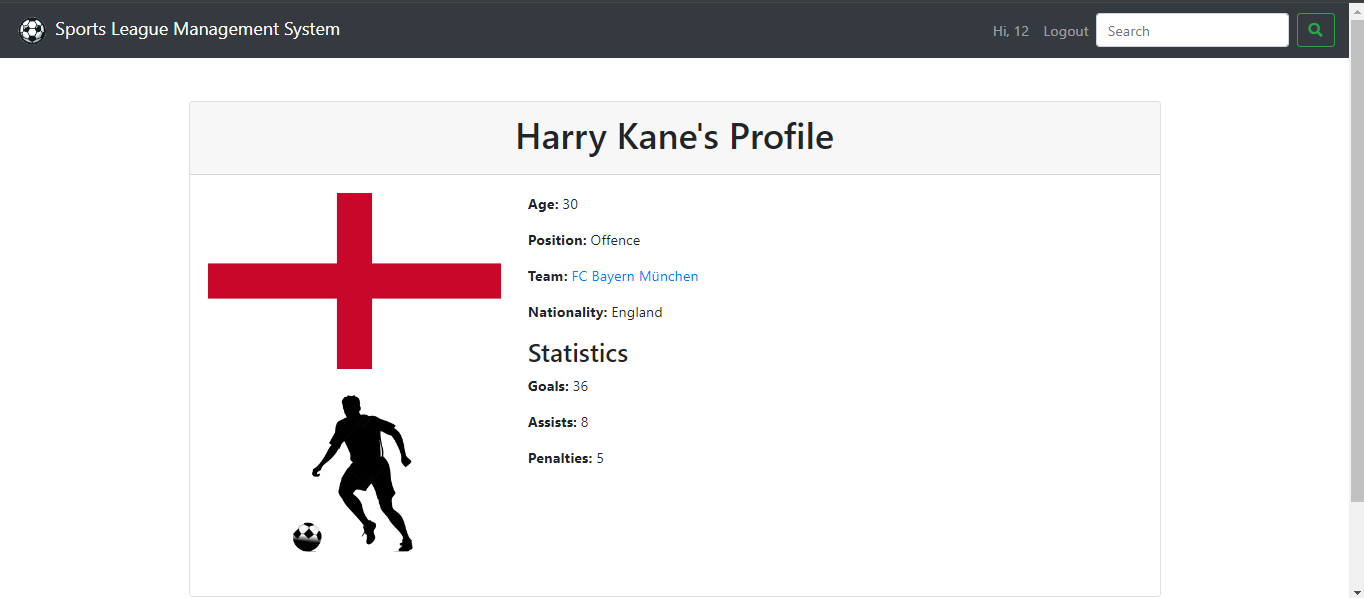 Sports League Management System
Hi, 12 Logout Search
Harry Kane's Profile
Age: 30
Position: Offence
Team: FC Bayern München
Nationality: England
Statistics
Goals: 36
Assists: 8
Penalties: 5